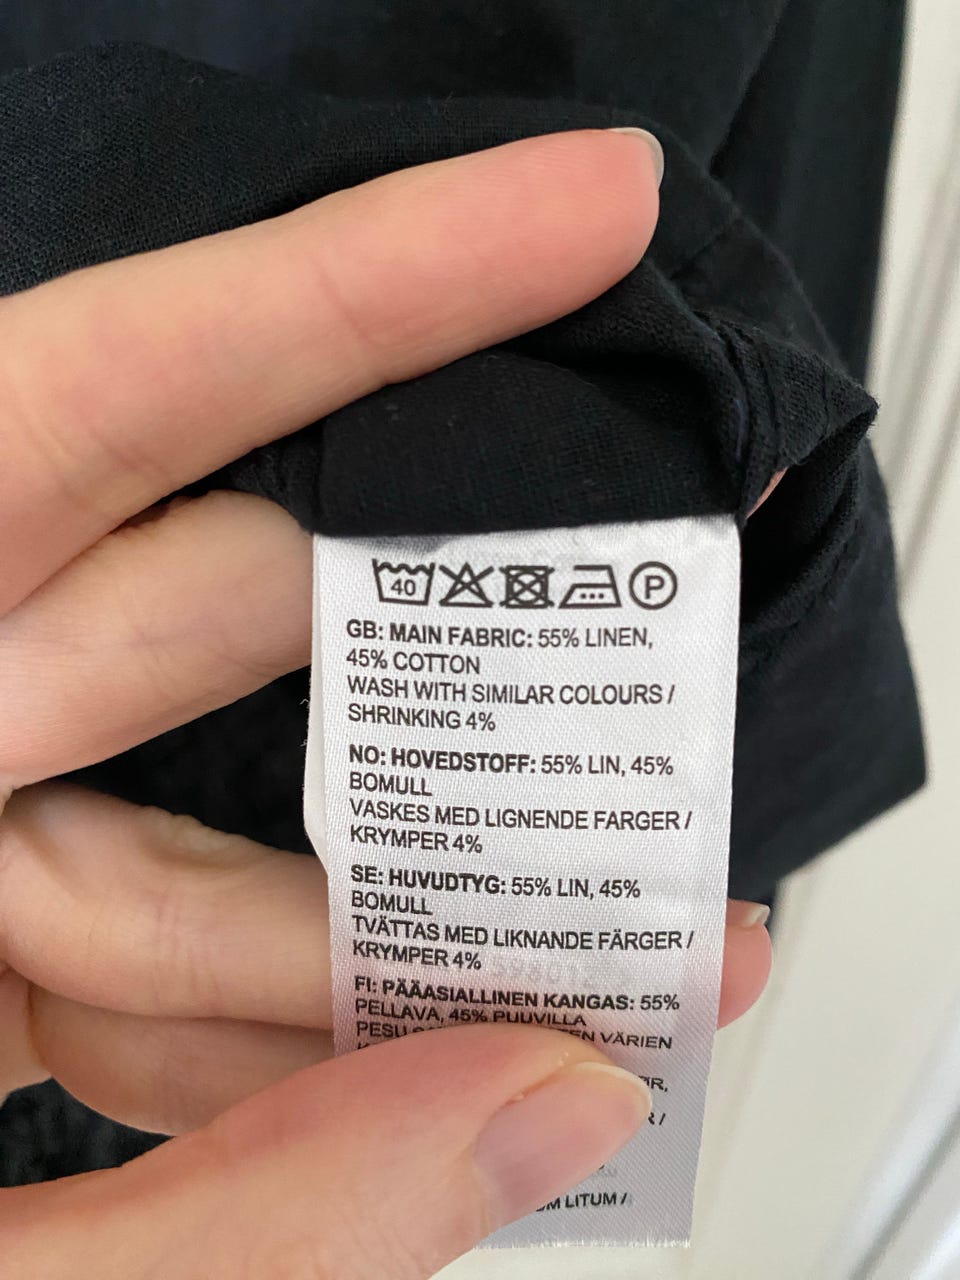 40 P
GB: MAIN FABRIC: 55% LINEN,
45% COTTON
WASH WITH SIMILAR COLOURS /
SHRINKING 4%
NO: HOVEDSTOFF: 55% LIN, 45%
BOMULL
VASKES MED LIGNENDE FARGER /
KRYMPER 4%
SE: HUVUDTYG: 55% LIN, 45%
BOMULL
TVÄTTAS MED LIKNANDE FÄRGER /
KRYMPER 4%
FI: PÄÄASIALLINEN KANGAS: 55%
PELLAVA, 45% PUUVILLA
VÄRIEN
LITUM /